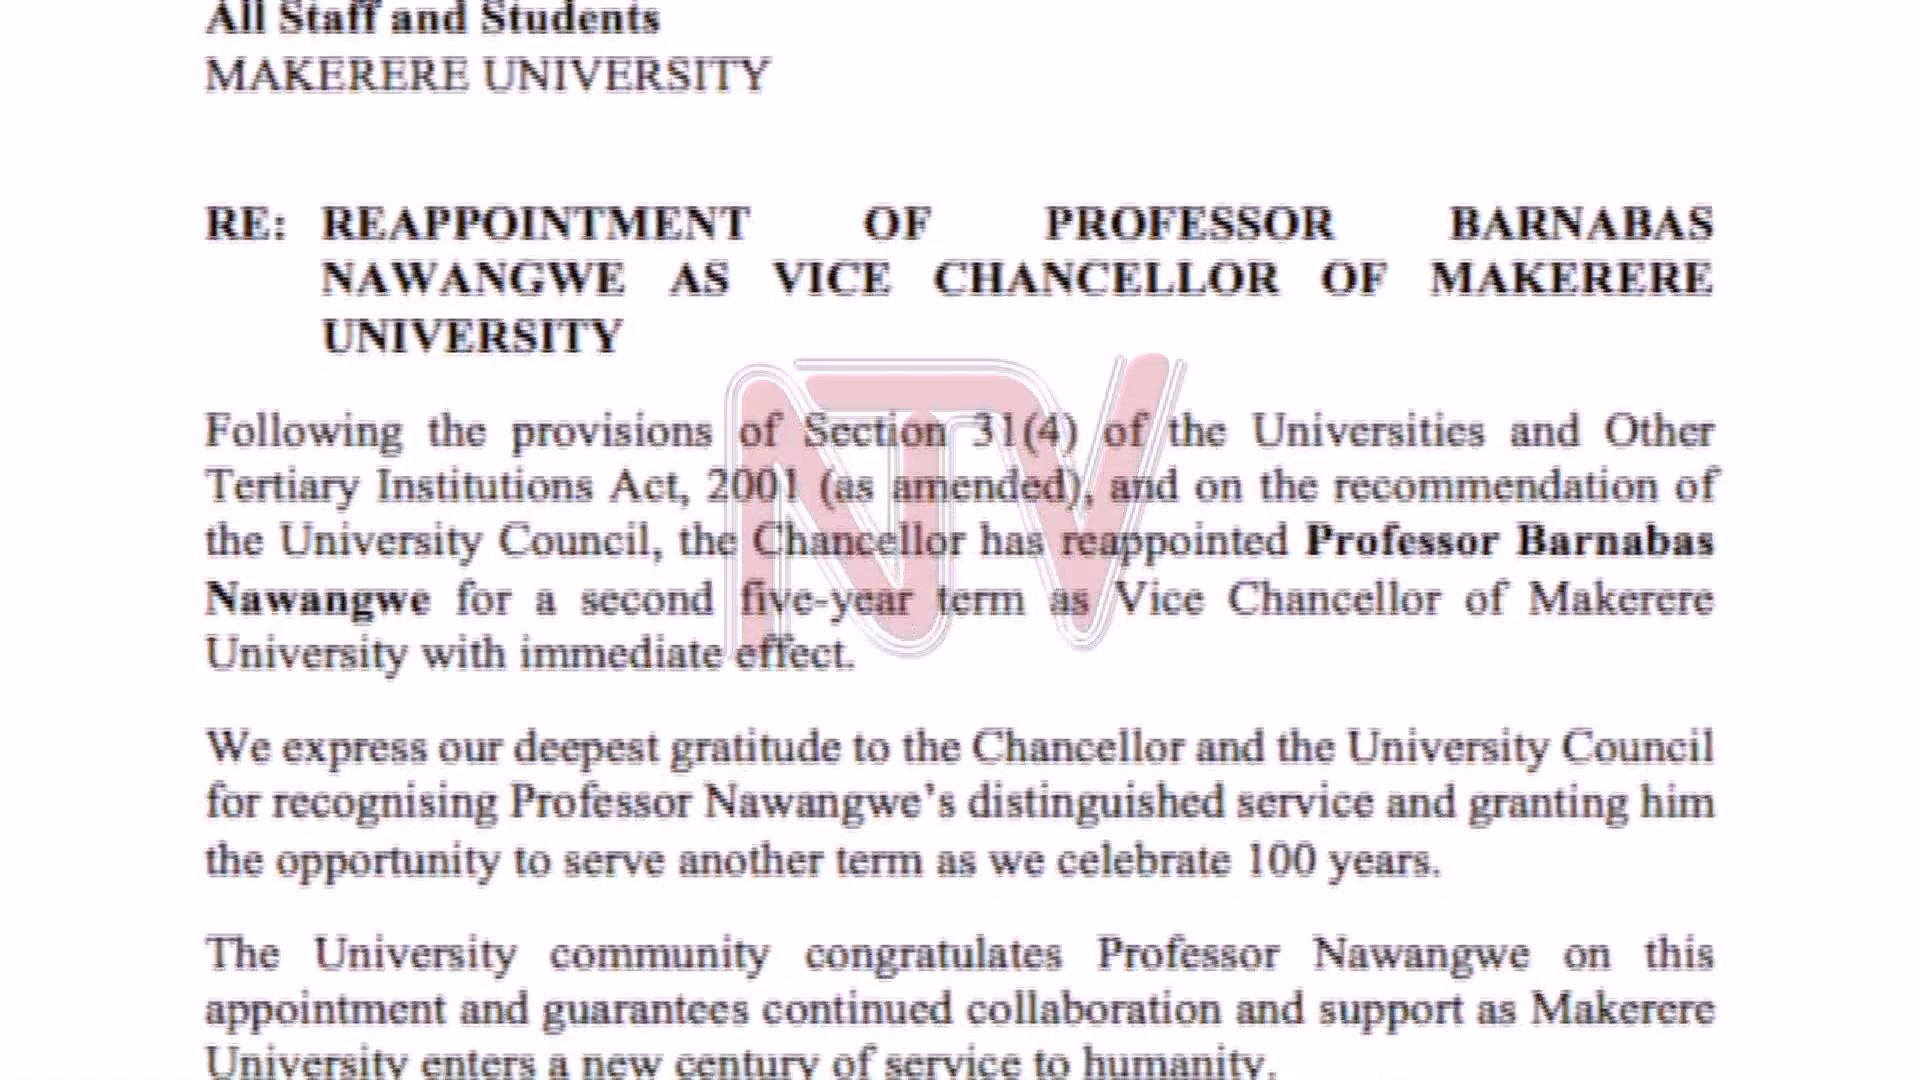 All Staff and Students
MAKERERE UNIVERSITY
RE: REAPPOINTMENT OF PROFESSOR BARNABAS
NAWANGWE AS VICE CHANCELLOR OF MAKERERE
UNIVERSITY
NTV
Following the provisions of Section 31(4) of the Universities and Other
Tertiary Institutions Act, 2001 (as amended), and on the recommendation of
the University Council, the Chancellor has reappointed Professor Barnabas
Nawangwe for a second five-year term as Vice Chancellor of Makerere
University with immediate effect.
We express our deepest gratitude to the Chancellor and the University Council
for recognising Professor Nawangwe’s distinguished service and granting him
the opportunity to serve another term as we celebrate 100 years.
The University community congratulates Professor Nawangwe on this
appointment and guarantees continued collaboration and support as Makerere
University enters a new century of service to humanity.